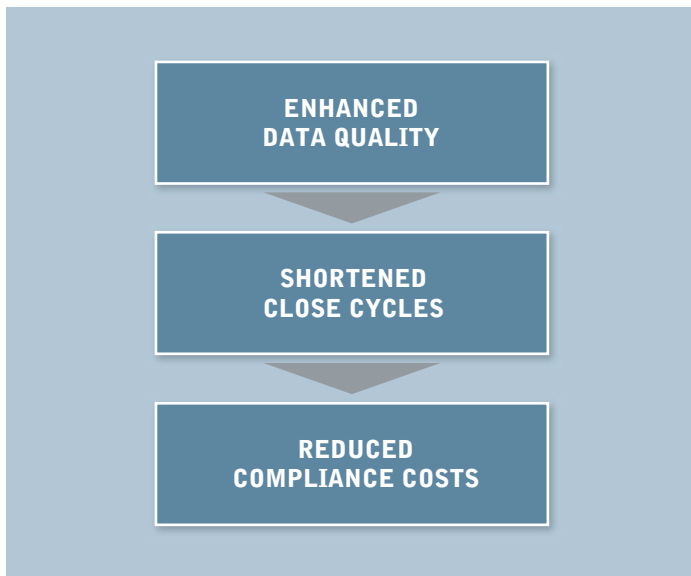 ENHANCED
DATA QUALITY
SHORTENED
CLOSE CYCLES
REDUCED
COMPLIANCE COSTS